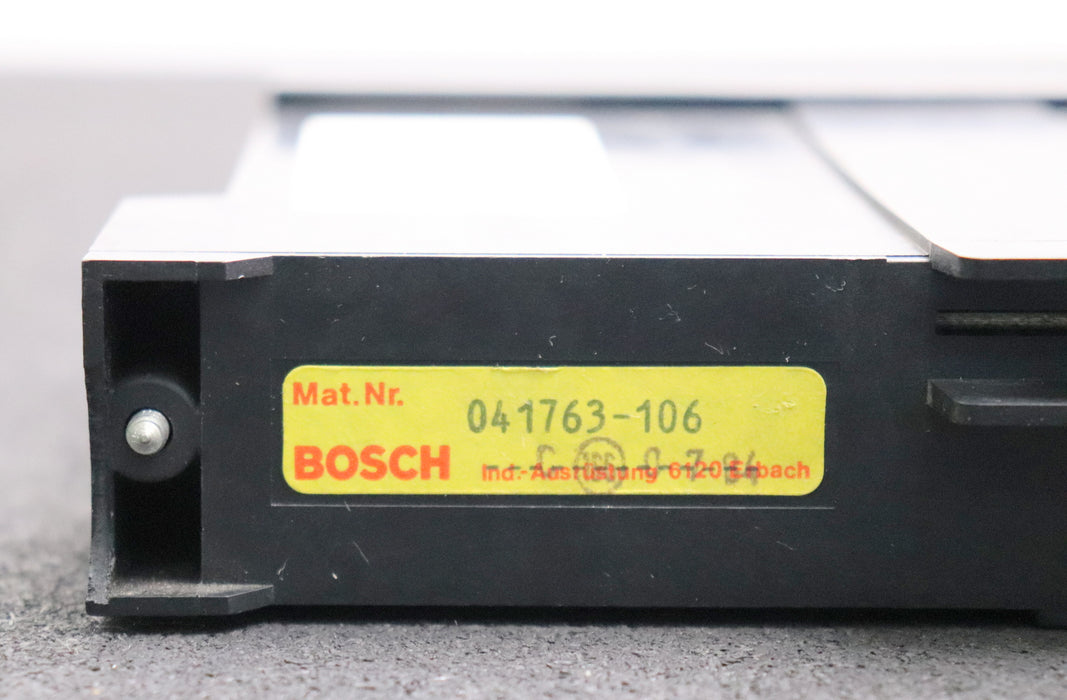 Mat.Nr.
041763-106
BOSCH
Ind.-Ausrüstung 6120 Erbach